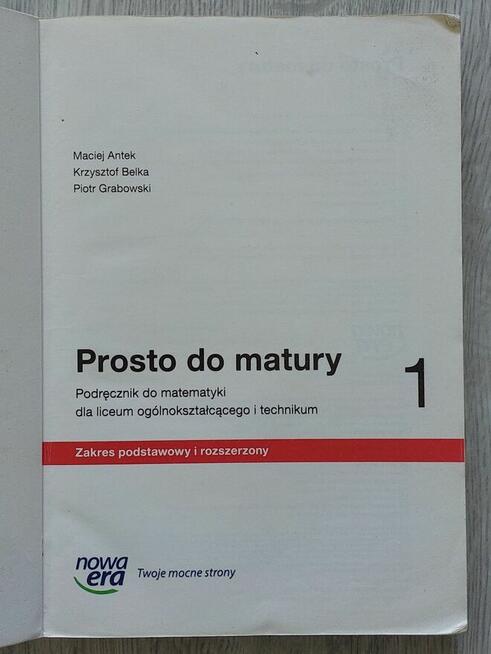 Maciej Antek
Krzysztof Belka
Piotr Grabowski
Prosto do matury 1
Podręcznik do matematyki
dla liceum ogólnokształcącego i technikum
Zakres podstawowy i rozszerzony
nowa
era
Twoje mocne strony